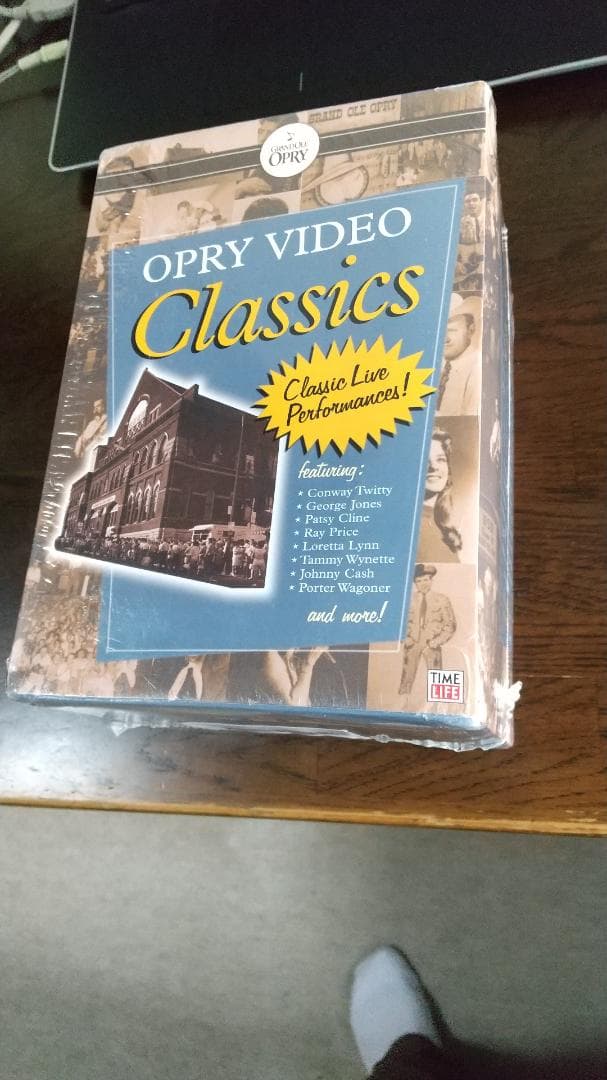 GRAND OLE OPRY
GRAND OLE
OPRY
OPRY VIDEO
Classics
Classic Live
Performances!
featuring:
★ Conway Twitty
★ George Jones
★ Patsy Cline
★ Ray Price
★ Loretta Lynn
★ Tammy Wynette
★ Johnny Cash
★ Porter Wagoner
and more!
TIME
LIFE